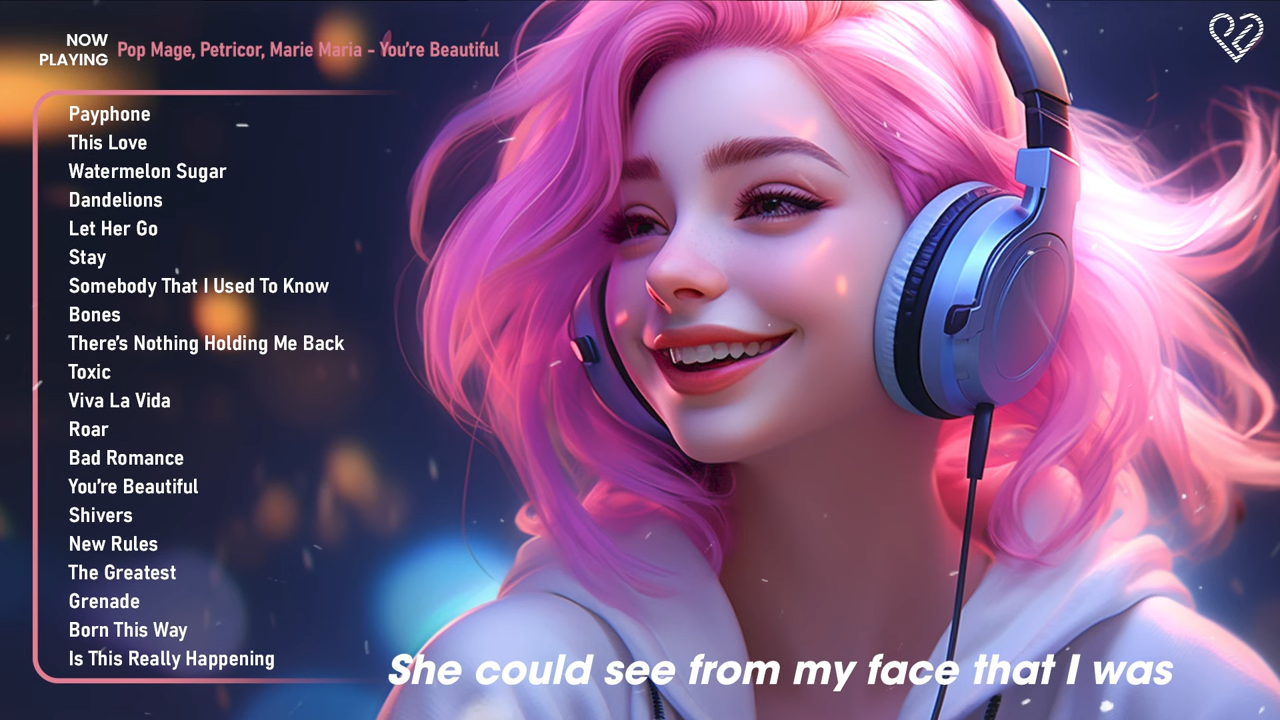 NOW
PLAYING
Pop Mage, Petricor, Marie Maria - You're Beautiful
Payphone
This Love
Watermelon Sugar
Dandelions
Let Her Go
Stay
Somebody That I Used To Know
Bones
There's Nothing Holding Me Back
Toxic
Viva La Vida
Roar
Bad Romance
You're Beautiful
Shivers
New Rules
The Greatest
Grenade
Born This Way
Is This Really Happening
She could see from my face that I was